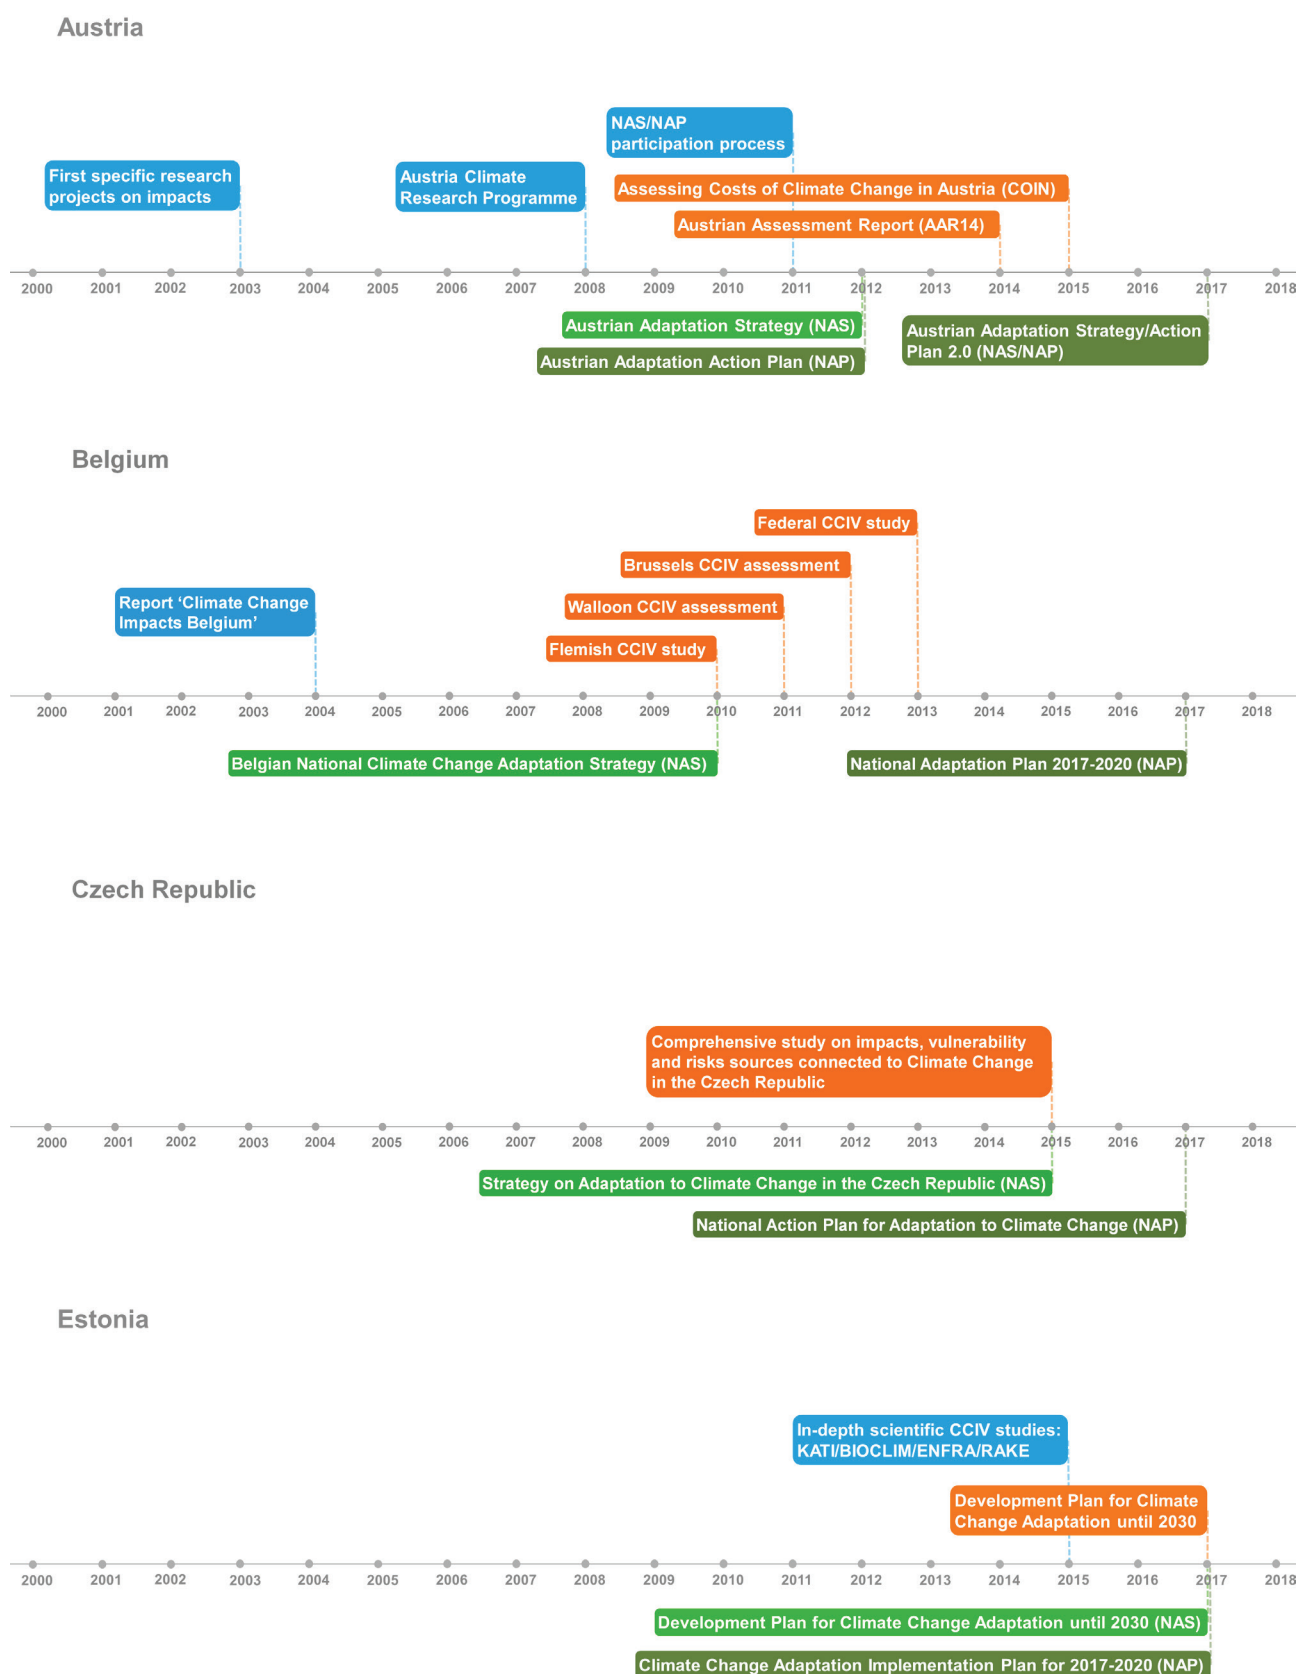 Austria
NAS/NAP
participation process
First specific research
projects on impacts
Austria Climate
Research Programme
Assessing Costs of Climate Change in Austria (COIN)
Austrian Assessment Report (AAR14)
2000 2001 2002 2003 2004 2005 2006 2007 2008 2009 2010 2011 2012 2013 2014 2015 2016 2017 2018
Austrian Adaptation Strategy (NAS)
Austrian Adaptation Action Plan (NAP)
Austrian Adaptation Strategy/Action
Plan 2.0 (NAS/NAP)
Belgium
Federal CCIV study
Brussels CCIV assessment
Report ‘Climate Change
Impacts Belgium’
Walloon CCIV assessment
Flemish CCIV study
2000 2001 2002 2003 2004 2005 2006 2007 2008 2009 2010 2011 2012 2013 2014 2015 2016 2017 2018
Belgian National Climate Change Adaptation Strategy (NAS)
National Adaptation Plan 2017-2020 (NAP)
Czech Republic
Comprehensive study on impacts, vulnerability
and risks sources connected to Climate Change
in the Czech Republic
2000 2001 2002 2003 2004 2005 2006 2007 2008 2009 2010 2011 2012 2013 2014 2015 2016 2017 2018
Strategy on Adaptation to Climate Change in the Czech Republic (NAS)
National Action Plan for Adaptation to Climate Change (NAP)
Estonia
In-depth scientific CCIV studies:
KATI/BIOCLIM/ENFRA/RAKE
Development Plan for Climate
Change Adaptation until 2030
2000 2001 2002 2003 2004 2005 2006 2007 2008 2009 2010 2011 2012 2013 2014 2015 2016 2017 2018
Development Plan for Climate Change Adaptation until 2030 (NAS)
Climate Change Adaptation Implementation Plan for 2017-2020 (NAP)